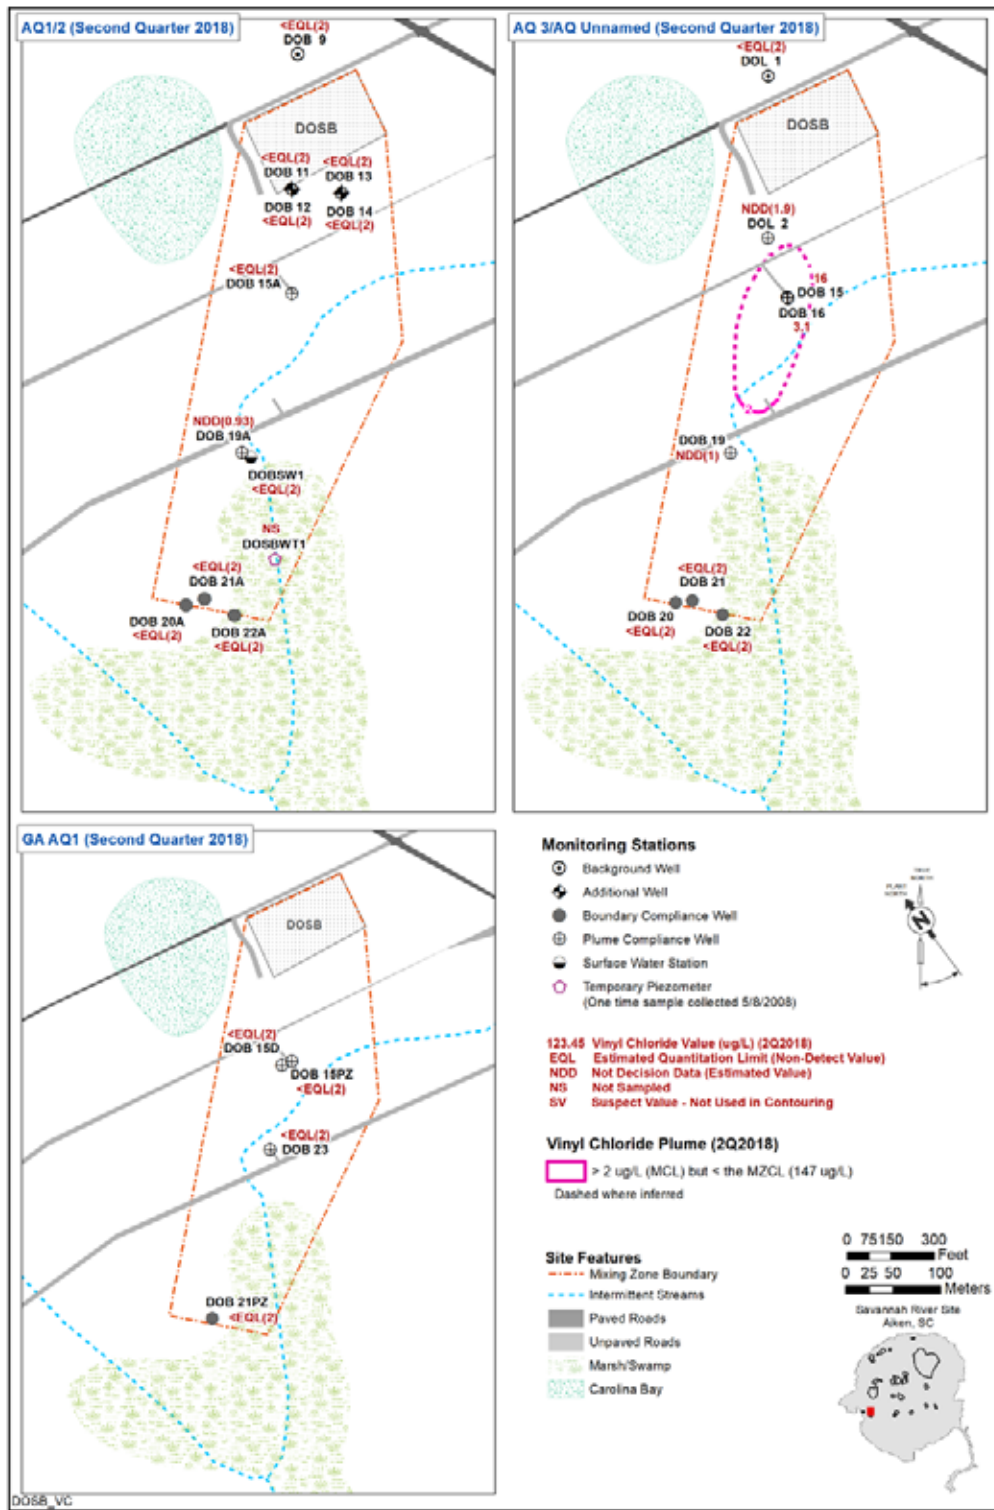 AQ1/2 (Second Quarter 2018)
<EQL(2)
DOB 9
DOSB
<EQL(2)
DOB 11
<EQL(2)
DOB 13
DOB 12
<EQL(2)
DOB 14
<EQL(2)
<EQL(2)
DOB 15A
NDD(0.93)
DOB 19A
DOBSW1
<EQL(2)
NS
DOSBWT1
<EQL(2)
DOB 21A
DOB 20A
<EQL(2)
DOB 22A
<EQL(2)
AQ 3/AQ Unnamed (Second Quarter 2018)
<EQL(2)
DOL 1
DOSB
NDD(1.9)
DOL 2
16
DOB 15
DOB 16
3.1
2
DOB 19
NDD(1)
<EQL(2)
DOB 21
DOB 20
<EQL(2)
DOB 22
<EQL(2)
GA AQ1 (Second Quarter 2018)
DOSB
<EQL(2)
DOB 15D
DOB 15PZ
<EQL(2)
<EQL(2)
DOB 23
DOB 21PZ
<EQL(2)
Monitoring Stations
Background Well
Additional Well
Boundary Compliance Well
Plume Compliance Well
Surface Water Station
Temporary Piezometer
(One time sample collected 5/8/2008)
TRUE
NORTH
PLANT
NORTH
N
123.45 Vinyl Chloride Value (ug/L) (2Q2018)
EQL Estimated Quantitation Limit (Non-Detect Value)
NDD Not Decision Data (Estimated Value)
NS Not Sampled
SV Suspect Value - Not Used in Contouring
Vinyl Chloride Plume (2Q2018)
> 2 ug/L (MCL) but < the MZCL (147 ug/L)
Dashed where inferred
Site Features
Mixing Zone Boundary
Intermittent Streams
Paved Roads
Unpaved Roads
Marsh/Swamp
Carolina Bay
0 75 150 300
Feet
0 25 50 100
Meters
Savannah River Site
Aiken, SC
DOSB_VC